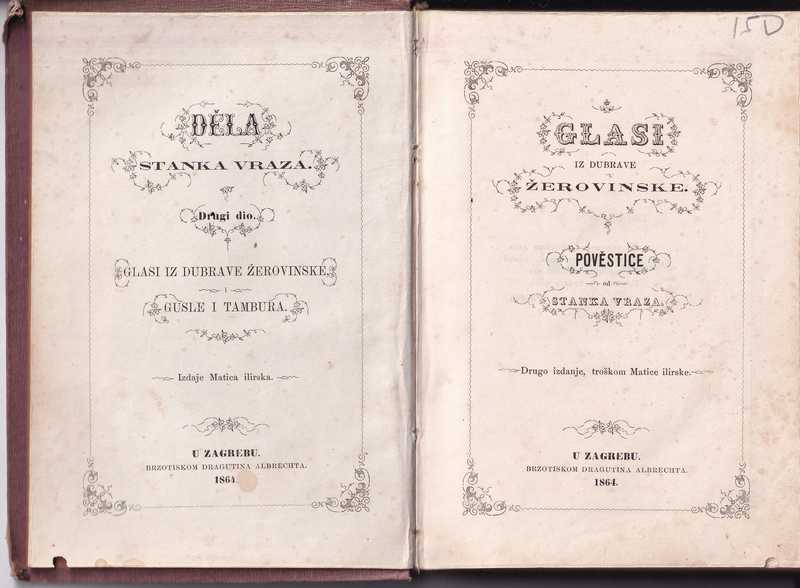 DĚLA
STANKA VRAZA.
Drugi dio.
GLASI IZ DUBRAVE ŽEROVINSKE.
I
GUSLE I TAMBURA.
Izdaje Matica ilirska.
U ZAGREBU.
BRZOTISKOM DRAGUTINA ALBRECHTA.
1864.
150
GLASI
IZ DUBRAVE
ŽEROVINSKE.
POVĚSTICE
od
STANKA VRAZA.
Drugo izdanje, troškom Matice ilirske.
U ZAGREBU.
BRZOTISKOM DRAGUTINA ALBRECHTA.
1864.